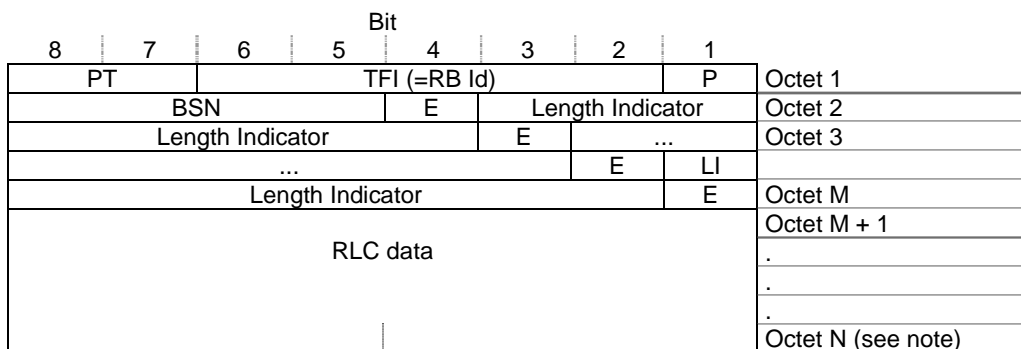 Bit
8 7 6 5 4 3 2 1
PT TFI (=RB Id) P Octet 1
BSN E Length Indicator Octet 2
Length Indicator E ... Octet 3
... E LI
Length Indicator E Octet M
Octet M + 1
RLC data .
.
.
Octet N (see note)